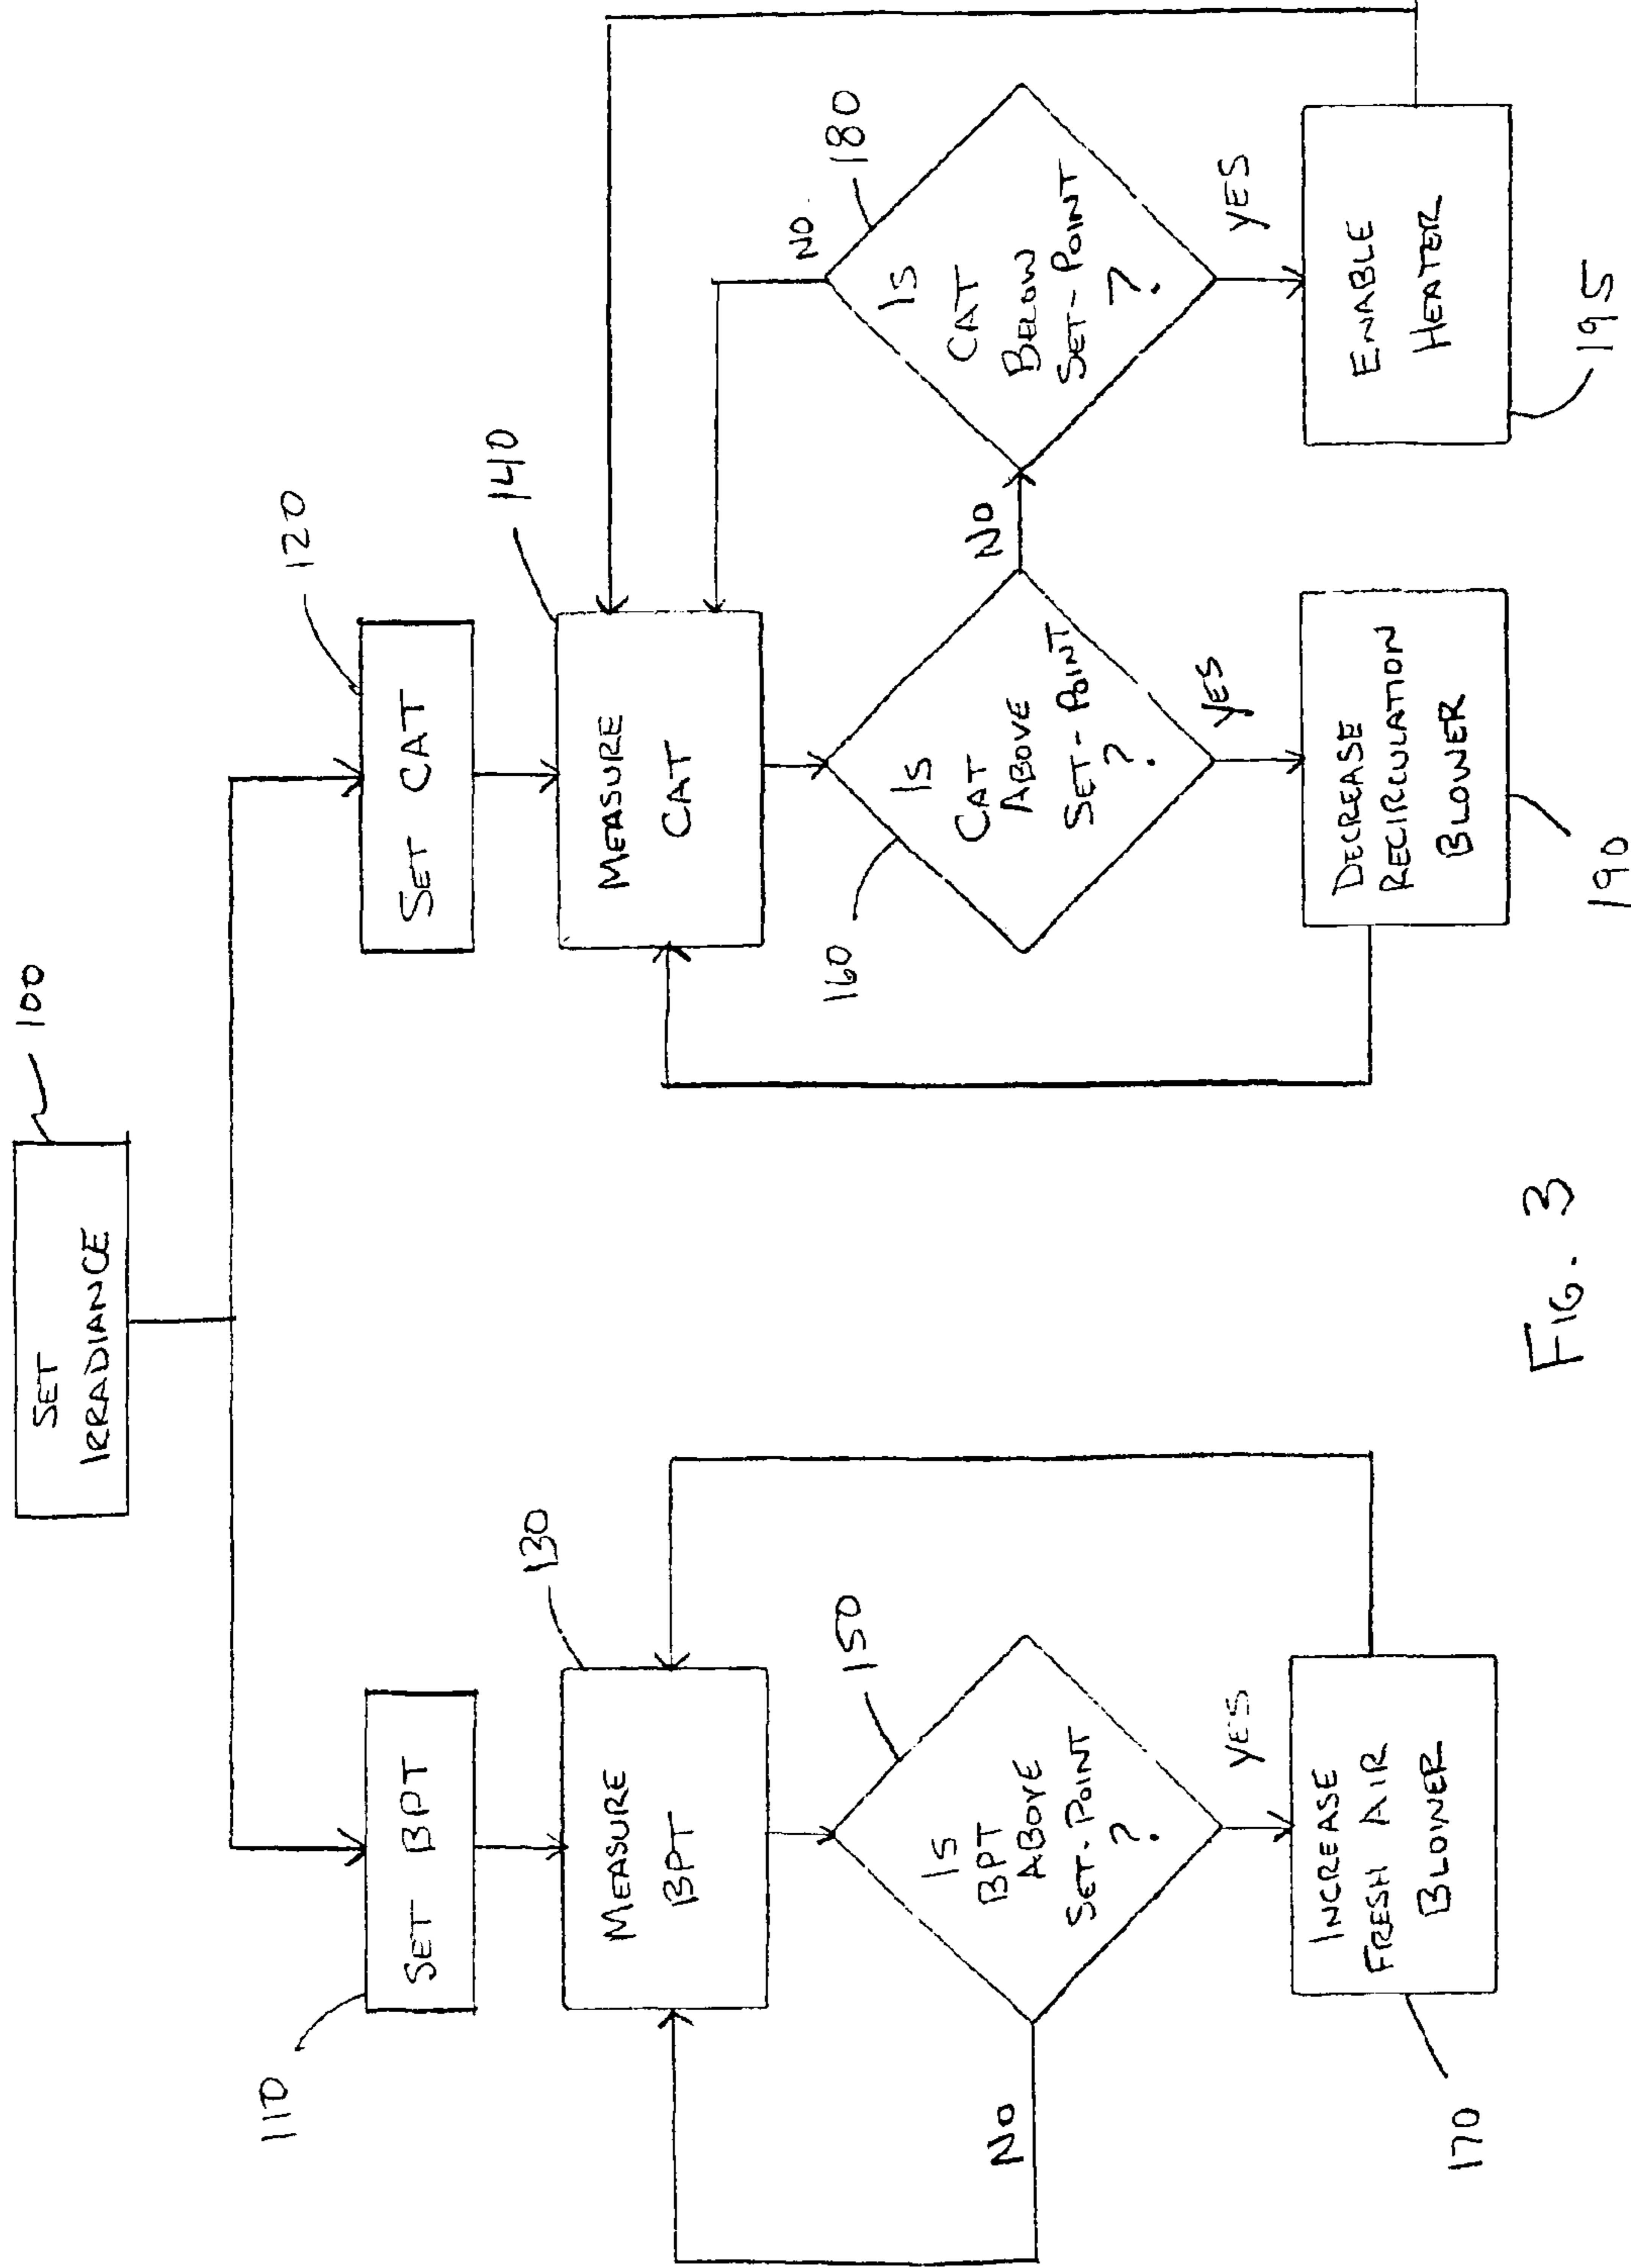 100
SET
IRRADIANCE
110
SET BPT
120
SET CAT
130
MEASURE
BPT
140
MEASURE
CAT
150
IS
BPT
ABOVE
SET-POINT
?
NO
YES
160
IS
CAT
ABOVE
SET-POINT
?
NO
YES
180
IS
CAT
BELOW
SET-POINT
?
NO
YES
170
INCREASE
FRESH AIR
BLOWER
190
DECREASE
RECIRCULATION
BLOWER
195
ENABLE
HEATER
FIG. 3